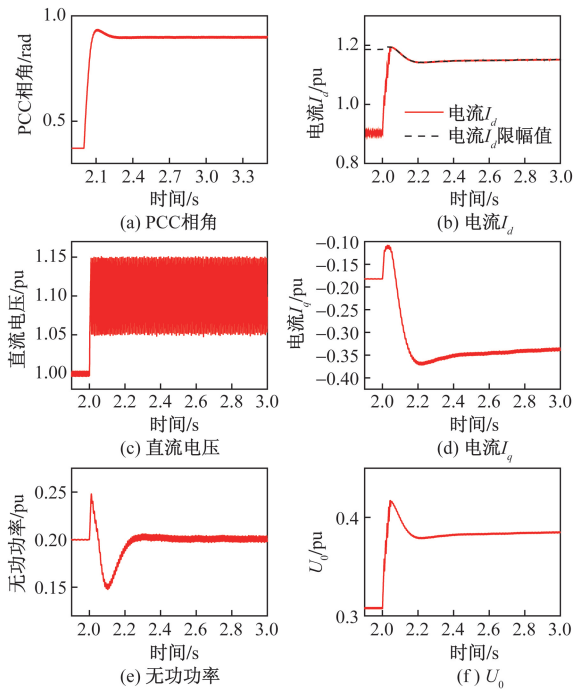 1.0
0.5
PCC相角/rad
2.1 2.4 2.7 3.0 3.3
时间/s
(a) PCC相角
1.2
1.0
0.8
电流Id/pu
电流Id
电流Id限幅值
1.8 2.0 2.2 2.4 2.6 2.8 3.0
时间/s
(b) 电流Id
1.15
1.10
1.05
1.00
直流电压/pu
2.0 2.2 2.4 2.6 2.8 3.0
时间/s
(c) 直流电压
−0.10
−0.15
−0.20
−0.25
−0.30
−0.35
−0.40
电流Iq/pu
2.0 2.2 2.4 2.6 2.8 3.0
时间/s
(d) 电流Iq
0.25
0.20
0.15
无功功率/pu
2.0 2.2 2.4 2.6 2.8 3.0
时间/s
(e) 无功功率
0.4
0.3
U0/pu
2.0 2.2 2.4 2.6 2.8 3.0
时间/s
(f) U0